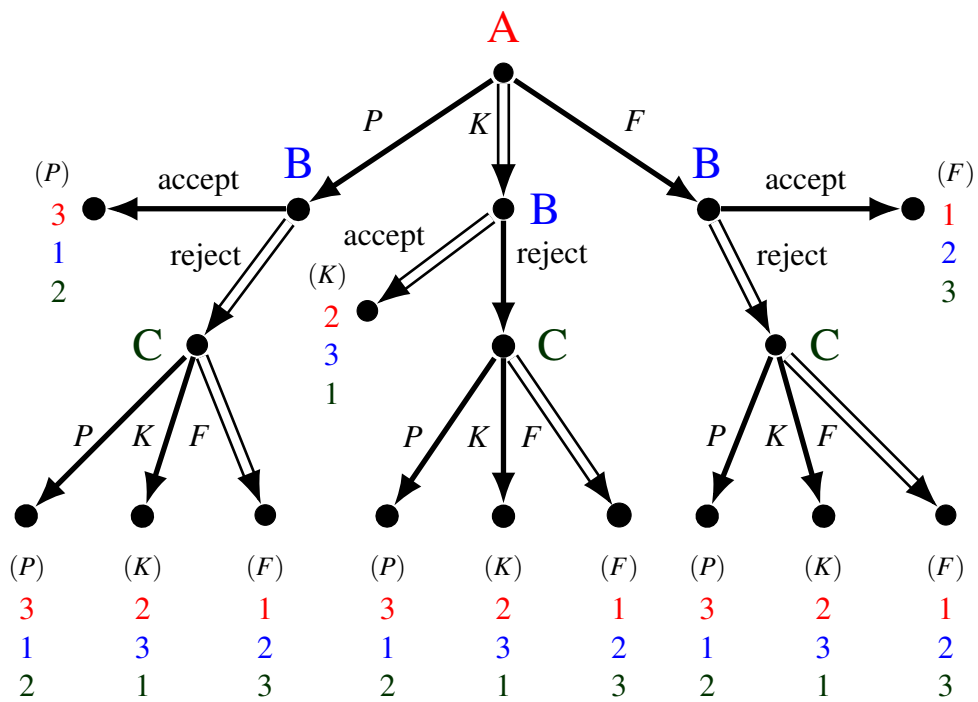 A
P K F
B B B
(P) accept accept (F)
3 1
1 reject accept reject reject 2
2 (K) 3
2
3
1
C C C
P K F P K F P K F
(P) (K) (F) (P) (K) (F) (P) (K) (F)
3 2 1 3 2 1 3 2 1
1 3 2 1 3 2 1 3 2
2 1 3 2 1 3 2 1 3